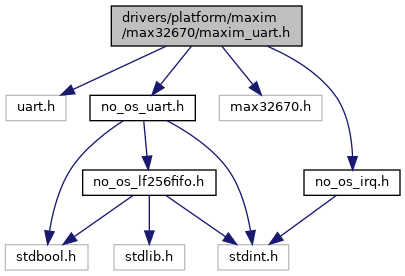 drivers/platform/maxim
/max32670/maxim_uart.h
uart.h
no_os_uart.h
max32670.h
no_os_lf256fifo.h
no_os_irq.h
stdbool.h
stdlib.h
stdint.h